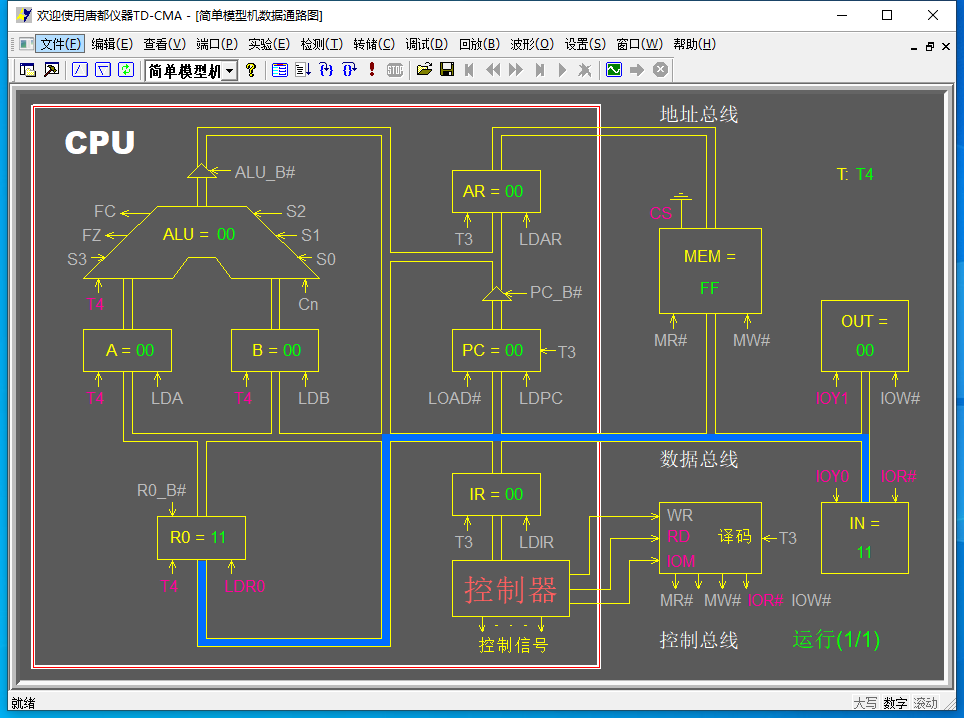 欢迎使用唐都仪器TD-CMA - [简单模型机数据通路图]
文件(F) 编辑(E) 查看(V) 端口(P) 实验(E) 检测(T) 转储(C) 调试(D) 回放(B) 波形(O) 设置(S) 窗口(W) 帮助(H)
简单模型机
STOP
地址总线
CPU
ALU_B#
T: T4
AR = 00
FC
S2
CS
FZ
ALU = 00
S1
T3 LDAR
S3
S0
MEM =
FF
T4
Cn
PC_B#
OUT =
00
MR# MW#
A = 00
B = 00
PC = 00
T3
T4 LDA
T4 LDB
LOAD# LDPC
IOY1 IOW#
数据总线
R0_B#
IR = 00
IOY0 IOR#
WR
RD 译码
IOM
T3
IN =
11
R0 = 11
T3 LDIR
T4 LDR0
控制器
MR# MW# IOR# IOW#
- - -
控制信号
控制总线
运行(1/1)
就绪
大写 数字 滚动